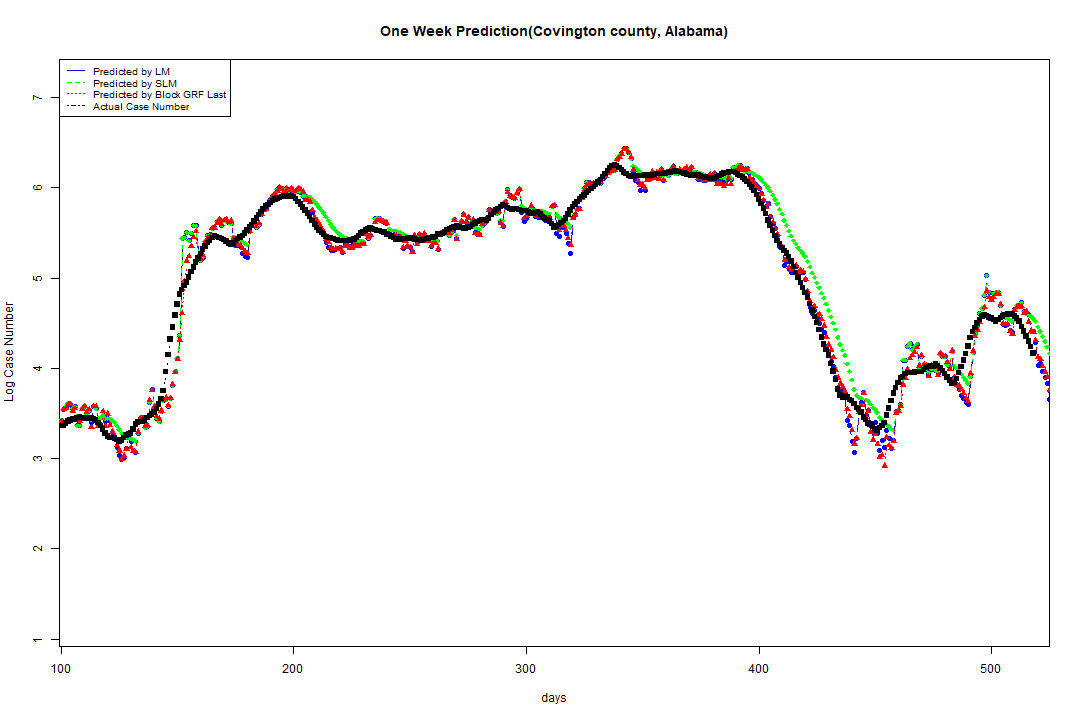 One Week Prediction(Covington county, Alabama)
Predicted by LM
Predicted by SLM
Predicted by Block GRF Last
Actual Case Number
7
6
5
4
3
2
1
Log Case Number
100 200 300 400 500
days